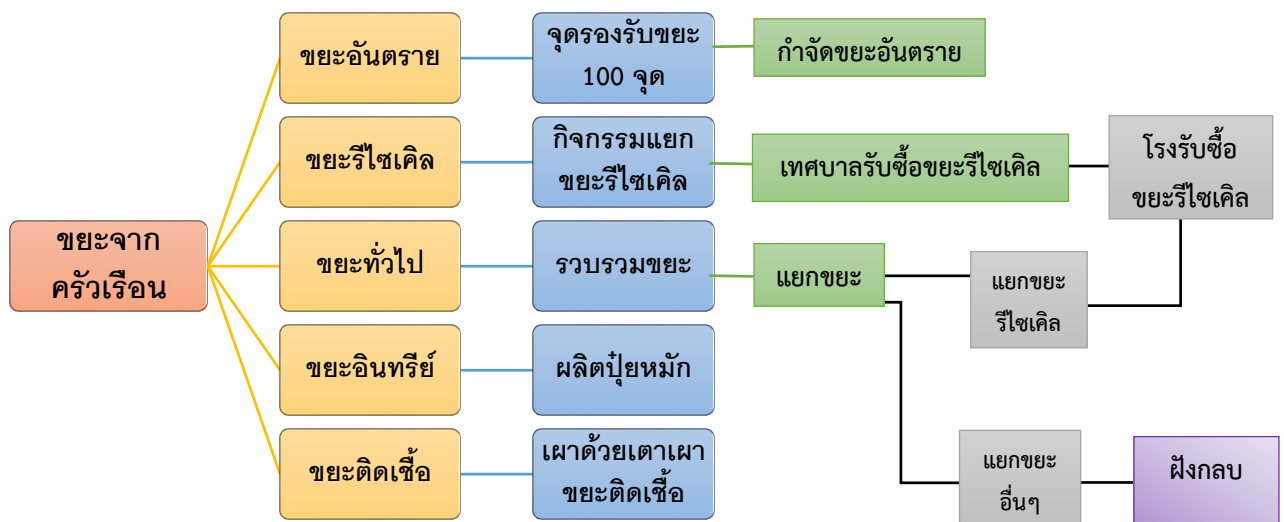 ขยะจาก
ครัวเรือน
ขยะอันตราย
จุดรองรับขยะ
100 จุด
กำจัดขยะอันตราย
ขยะรีไซเคิล
กิจกรรมแยก
ขยะรีไซเคิล
เทศบาลรับซื้อขยะรีไซเคิล
โรงรับซื้อ
ขยะรีไซเคิล
ขยะทั่วไป
รวบรวมขยะ
แยกขยะ
แยกขยะ
รีไซเคิล
ขยะอินทรีย์
ผลิตปุ๋ยหมัก
ขยะติดเชื้อ
เผาด้วยเตาเผา
ขยะติดเชื้อ
แยกขยะ
อื่นๆ
ฝังกลบ